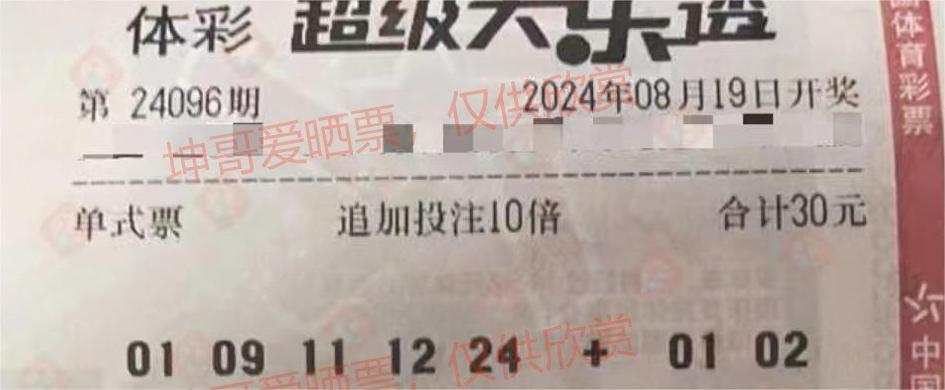 体彩 超级大乐透
第 24096期 2024年08月19日开奖
坤哥爱晒票，仅供欣赏
单式票 追加投注10倍 合计30元
01 09 11 12 24 + 01 02
坤哥爱晒票，仅供欣赏
国体育彩票
中国